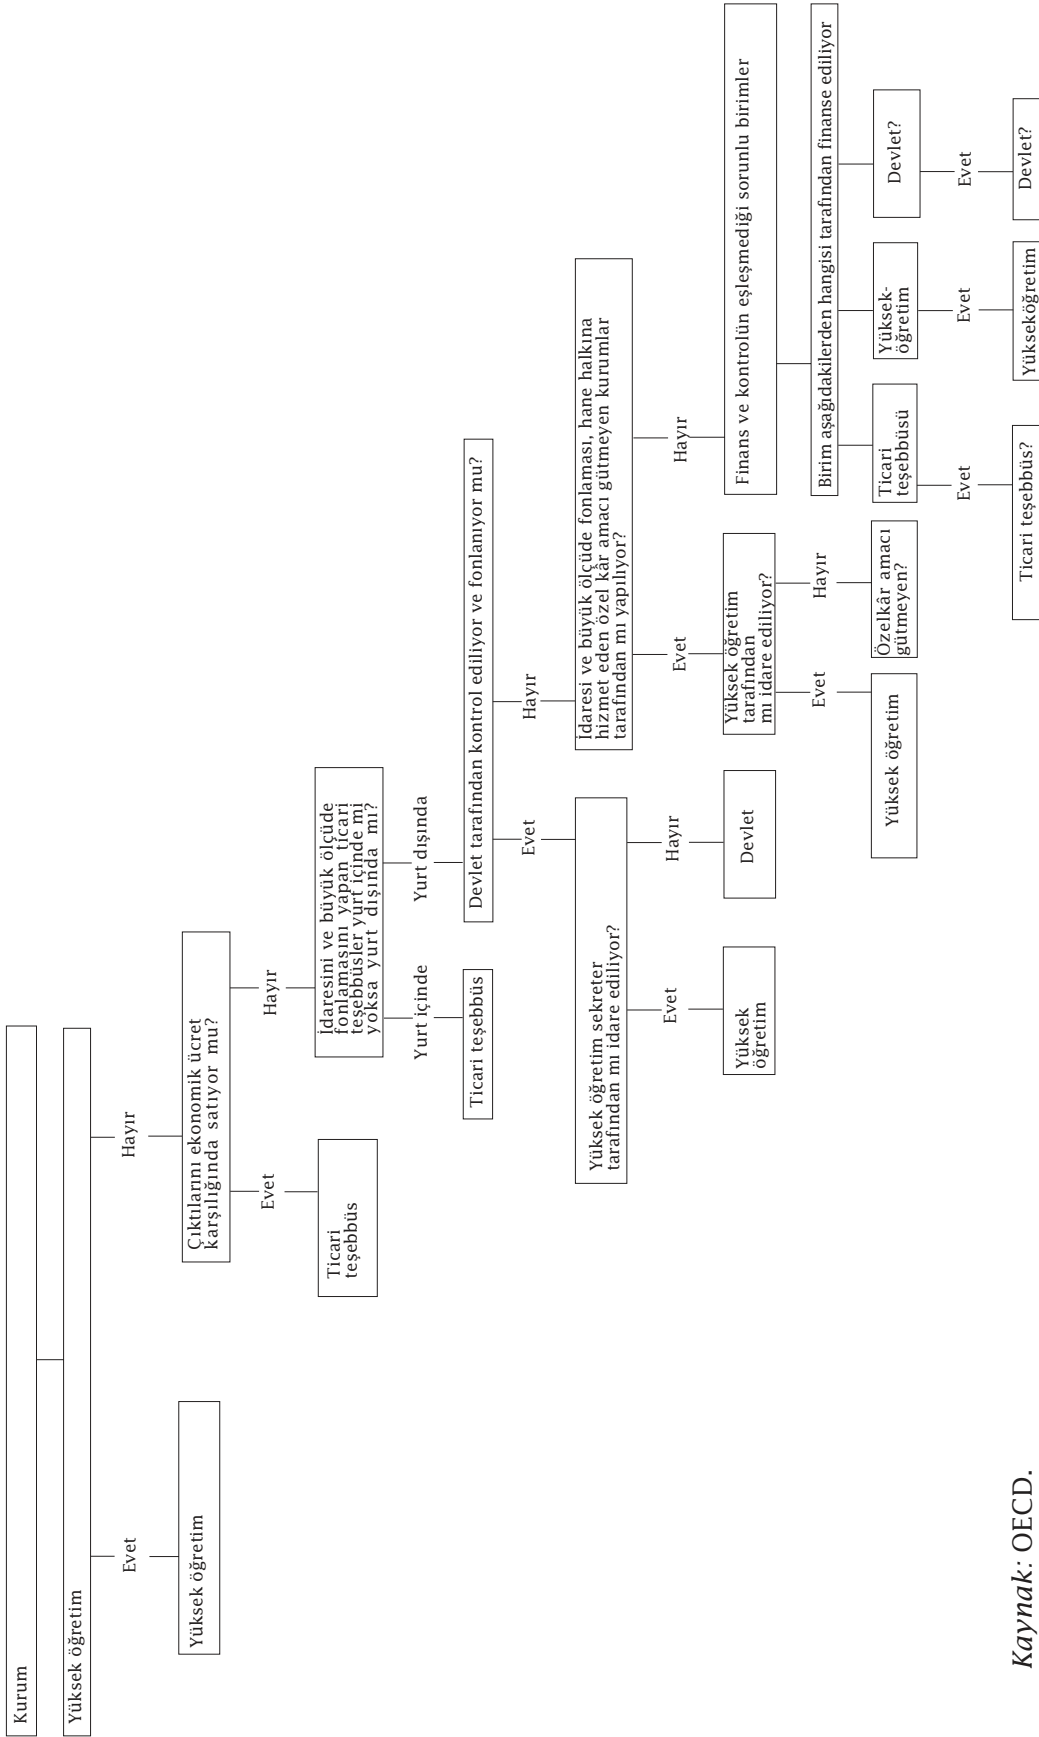 Kurum
Yüksek öğretim
Evet
Hayır
Yüksek öğretim
Çıktılarını ekonomik ücret
karşılığında satıyor mu?
Evet
Hayır
Ticari
teşebbüs
İdaresini ve büyük ölçüde
fonlamasını yapan ticari
teşebbüsler yurt içinde mi
yoksa yurt dışında mı?
Yurt içinde
Yurt dışında
Ticari teşebbüs
Devlet tarafından kontrol ediliyor ve fonlanıyor mu?
Evet
Hayır
Yüksek öğretim sekreter
tarafından mı idare ediliyor?
İdaresi ve büyük ölçüde fonlaması, hane halkına
hizmet eden özel kâr amacı gütmeyen kurumlar
tarafından mı yapılıyor?
Evet
Hayır
Evet
Hayır
Yüksek
öğretim
Devlet
Yüksek öğretim
tarafından
mı idare ediliyor?
Finans ve kontrolün eşleşmediği sorunlu birimler
Evet
Hayır
Birim aşağıdakilerden hangisi tarafından finanse ediliyor
Yüksek öğretim
Özelkâr amacı
gütmeyen?
Ticari
teşebbüsü
Yüksek-
öğretim
Devlet?
Evet
Evet
Evet
Ticari teşebbüs?
Yükseköğretim
Devlet?
Kaynak: OECD.